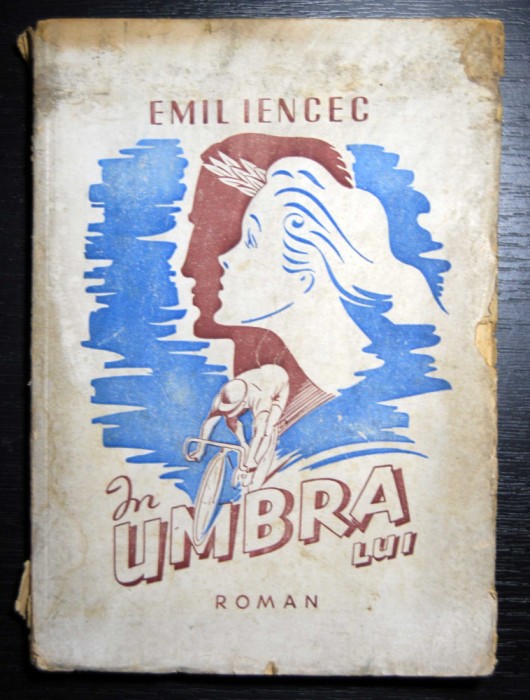 EMIL IENCEC
In
UMBRA
LUI
ROMAN